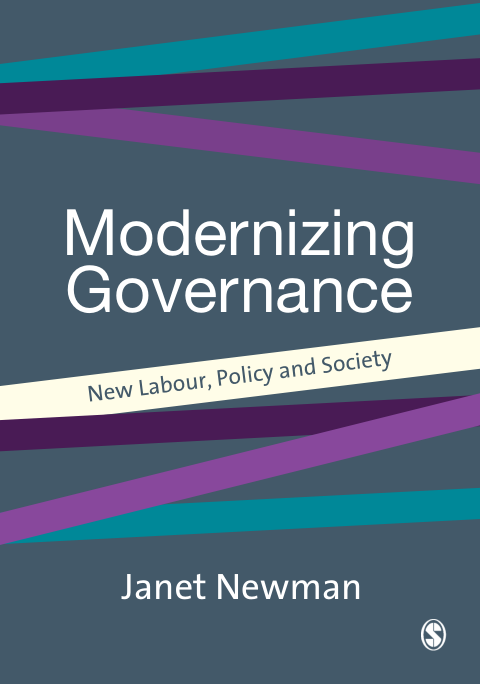 Modernizing
Governance
New Labour, Policy and Society
Janet Newman
S